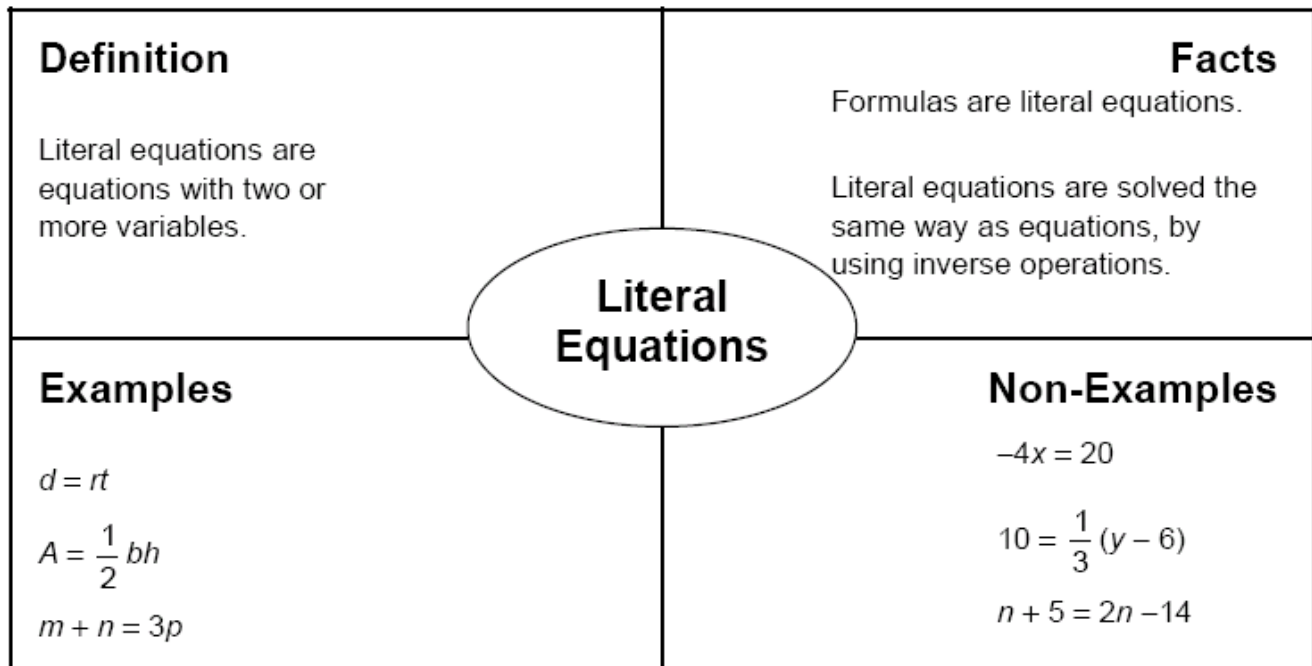 Definition
Literal equations are
equations with two or
more variables.
Facts
Formulas are literal equations.
Literal equations are solved the
same way as equations, by
using inverse operations.
Literal
Equations
Examples
d = rt
A = 1/2 bh
m + n = 3p
Non-Examples
–4x = 20
10 = 1/3 (y – 6)
n + 5 = 2n –14